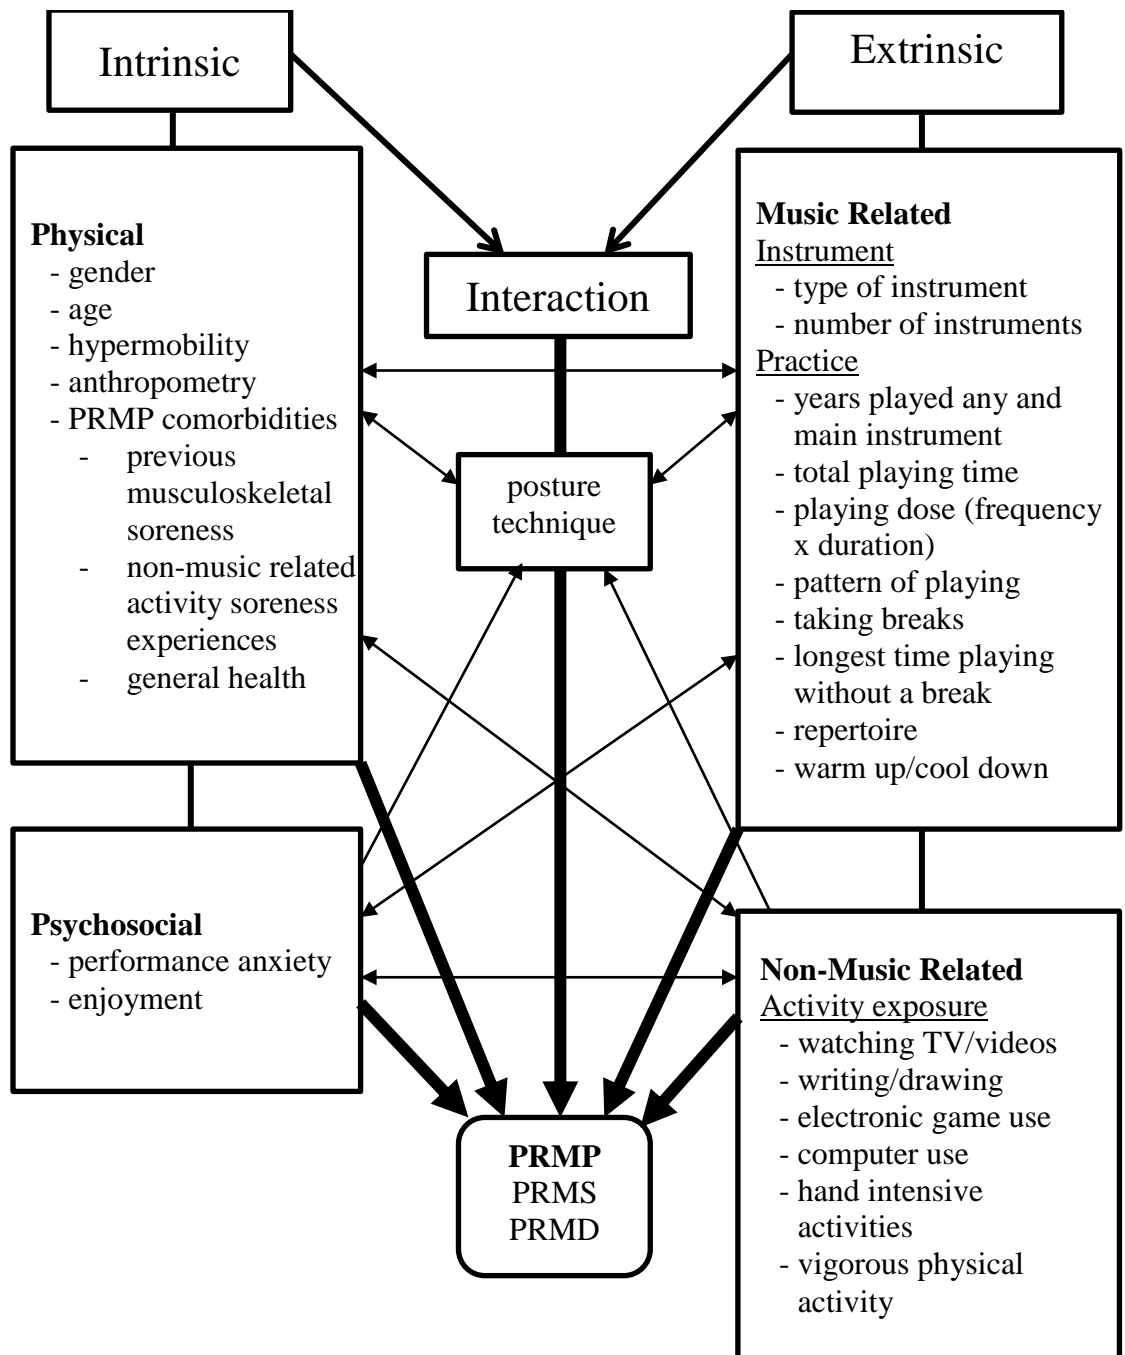 Intrinsic
Extrinsic
Interaction
Physical
- gender
- age
- hypermobility
- anthropometry
- PRMP comorbidities
- previous
musculoskeletal
soreness
- non-music related
activity soreness
experiences
- general health
Psychosocial
- performance anxiety
- enjoyment
posture
technique
Music Related
Instrument
- type of instrument
- number of instruments
Practice
- years played any and
main instrument
- total playing time
- playing dose (frequency
x duration)
- pattern of playing
- taking breaks
- longest time playing
without a break
- repertoire
- warm up/cool down
Non-Music Related
Activity exposure
- watching TV/videos
- writing/drawing
- electronic game use
- computer use
- hand intensive
activities
- vigorous physical
activity
PRMP
PRMS
PRMD